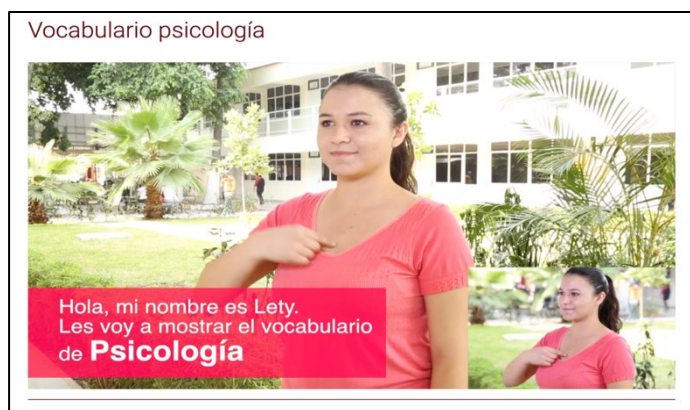 Vocabulario psicología
Hola, mi nombre es Lety.
Les voy a mostrar el vocabulario
de Psicología